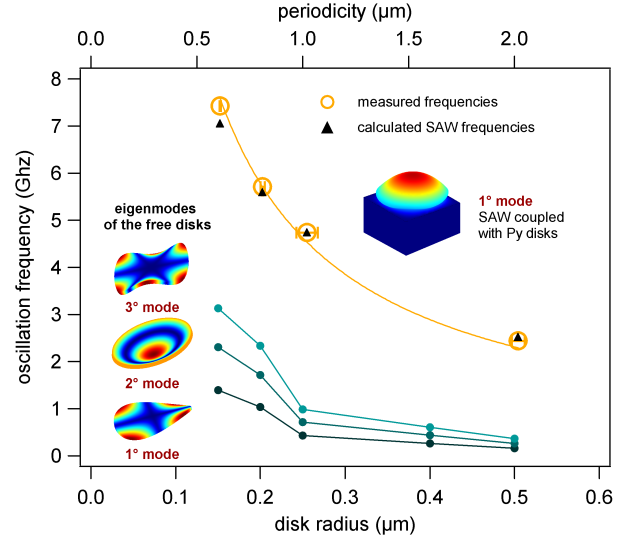 periodicity (µm)
0.0 0.5 1.0 1.5 2.0
8
7
6
5
4
3
2
1
0
oscillation frequency (Ghz)
measured frequencies
calculated SAW frequencies
1° mode
SAW coupled
with Py disks
eigenmodes
of the free disks
3° mode
2° mode
1° mode
0.0 0.1 0.2 0.3 0.4 0.5 0.6
disk radius (µm)